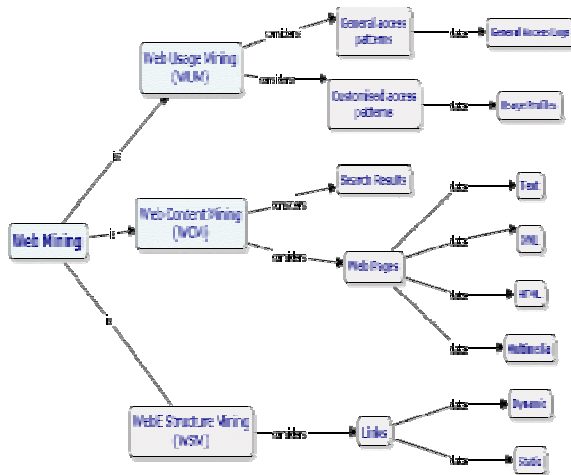 General access
patterns
considers
data
General Access Logs
Web Usage Mining
(WUM)
considers
Customised access
patterns
data
Usage Profiles
is
Search Results
considers
data
Text
Web Content Mining
(WCM)
Web Mining
is
considers
Web Pages
data
XML
data
HTML
data
Multimedia
is
WebE Structure Mining
(WSM)
considers
Links
data
Dynamic
data
Static